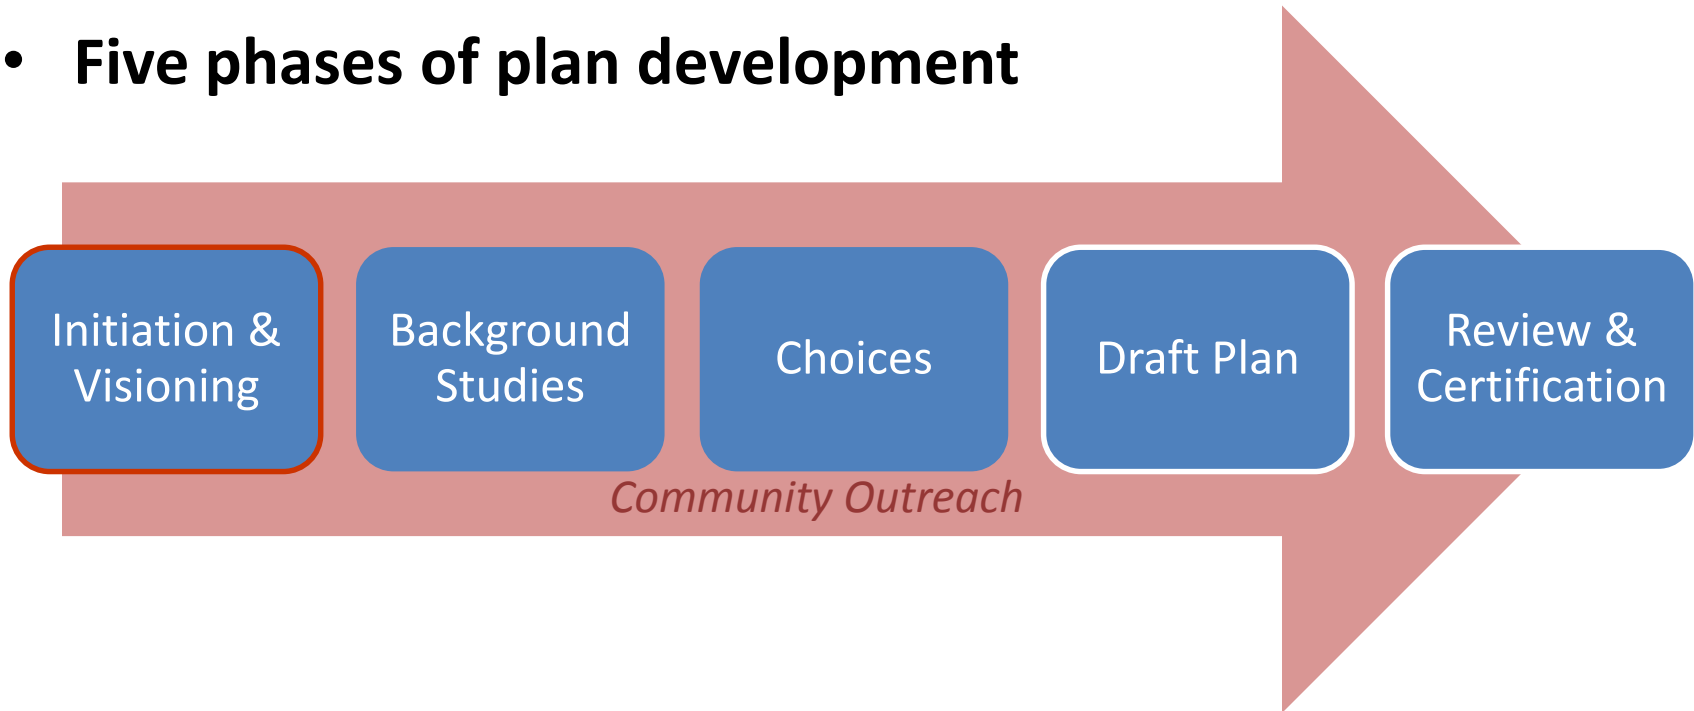 • Five phases of plan development
Initiation &
Visioning
Background
Studies
Choices
Draft Plan
Review &
Certification
Community Outreach